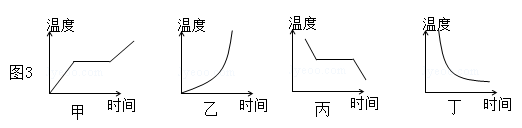 温度 温度 温度 温度
图3
时间 时间 时间 时间
甲 乙 丙 丁